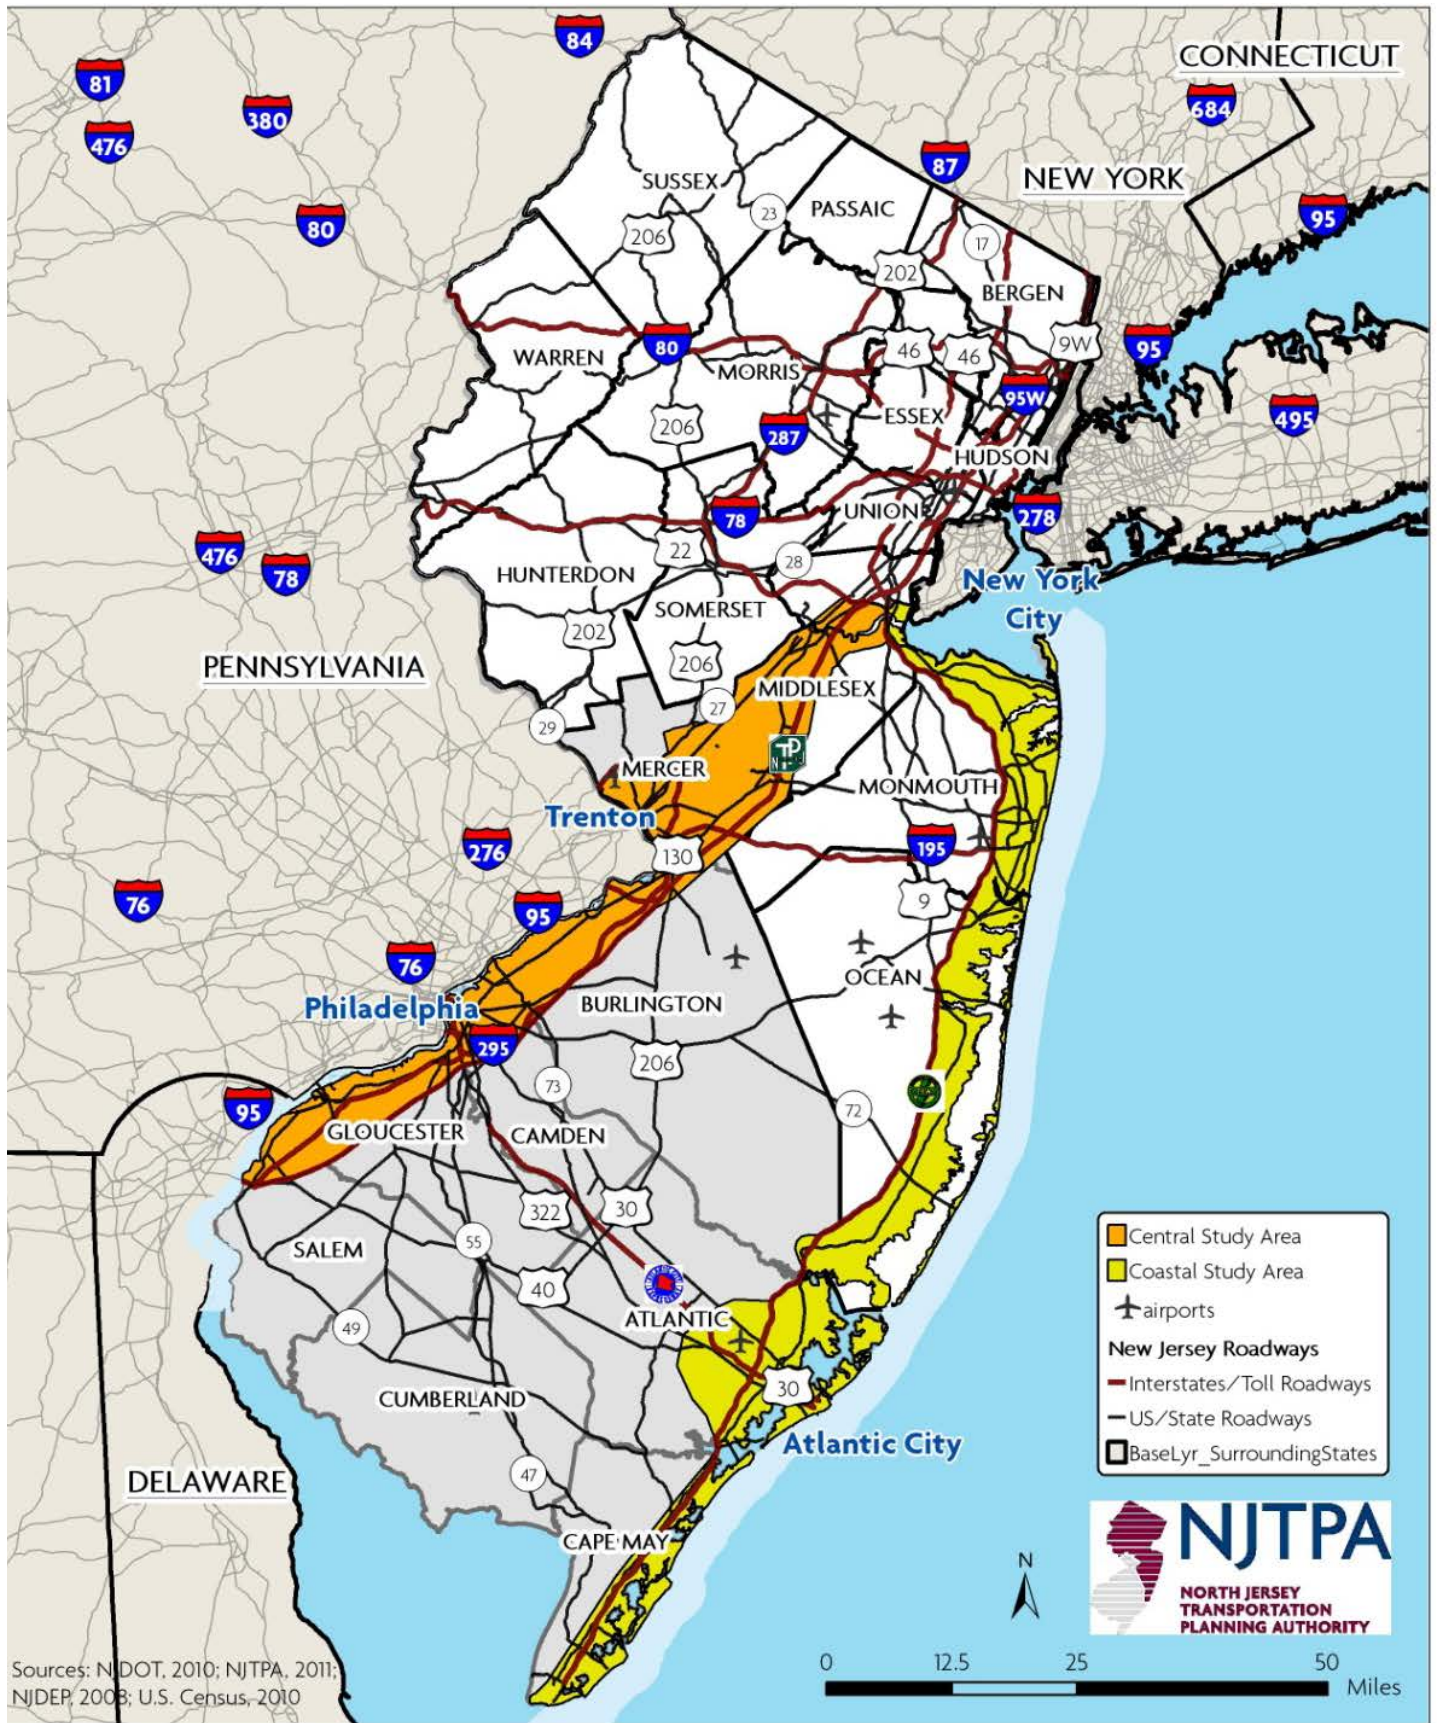 84
CONNECTICUT
81
684
380
476
87
NEW YORK
SUSSEX
PASSAIC
95
80
23
206
17
202
BERGEN
80
46
46
9W
95
WARREN
MORRIS
95W
495
206
287
ESSEX
HUDSON
78
UNION
278
476
78
22
28
HUNTERDON
New York
City
SOMERSET
202
206
PENNSYLVANIA
MIDDLESEX
27
29
TP
MERCER
MONMOUTH
Trenton
276
130
195
76
95
9
76
OCEAN
Philadelphia
BURLINGTON
295
206
73
95
72
GLOUCESTER
CAMDEN
322
30
SALEM
55
40
ATLANTIC
49
30
CUMBERLAND
Atlantic City
DELAWARE
47
CAPE MAY
Central Study Area
Coastal Study Area
airports
New Jersey Roadways
Interstates/Toll Roadways
US/State Roadways
BaseLyr_SurroundingStates
NJTPA
NORTH JERSEY
TRANSPORTATION
PLANNING AUTHORITY
N
0 12.5 25 50
Miles
Sources: NJDOT, 2010; NJTPA, 2011;
NJDEP, 2008; U.S. Census, 2010